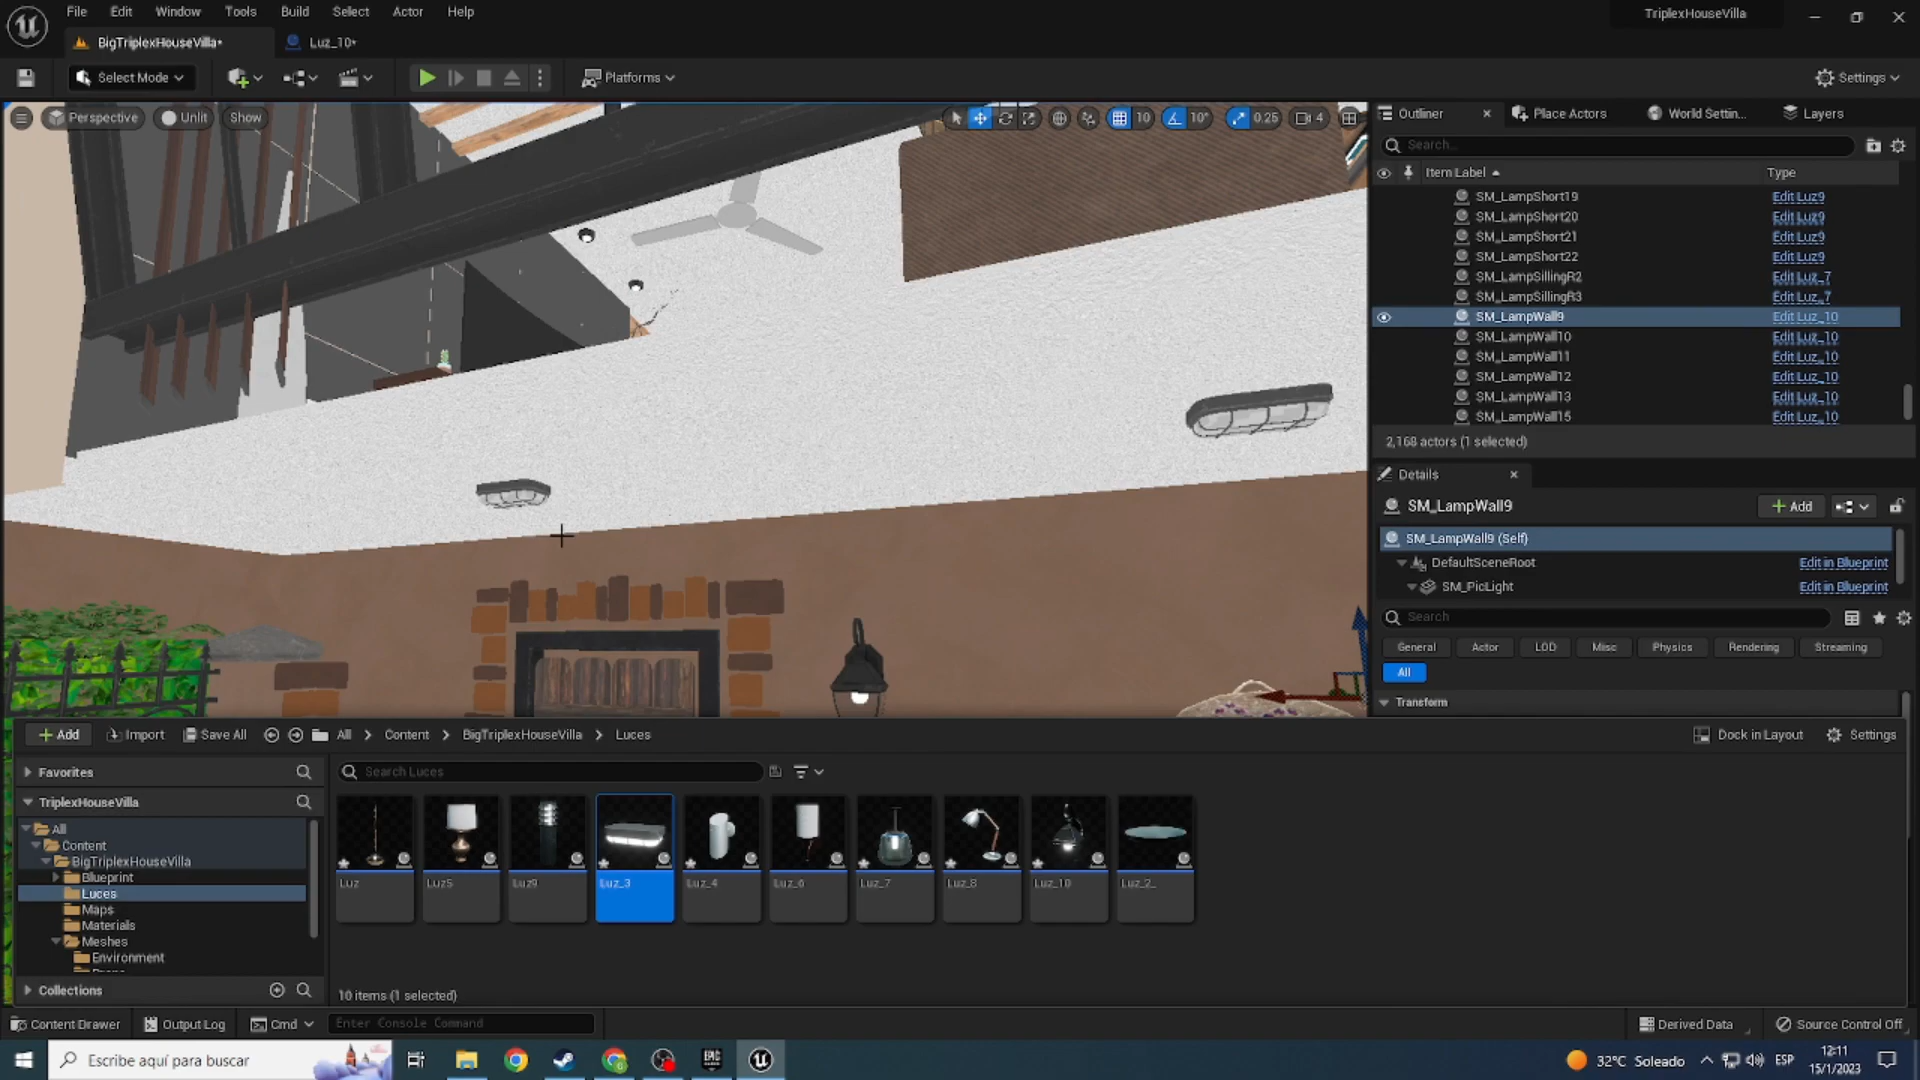 File Edit Window Tools Build Select Actor Help
TriplexHouseVilla
BigTriplexHouseVilla*
Luz_10*
Select Mode
Platforms
Settings
Perspective
Unlit
Show
10
10°
0.25
4
Outliner
Place Actors
World Settin...
Layers
Search...
Item Label
Type
SM_LampShort19 Edit Luz9
SM_LampShort20 Edit Luz9
SM_LampShort21 Edit Luz9
SM_LampShort22 Edit Luz9
SM_LampSillingR2 Edit Luz_7
SM_LampSillingR3 Edit Luz_7
SM_LampWall9 Edit Luz_10
SM_LampWall10 Edit Luz_10
SM_LampWall11 Edit Luz_10
SM_LampWall12 Edit Luz_10
SM_LampWall13 Edit Luz_10
SM_LampWall15 Edit Luz_10
2,168 actors (1 selected)
Details
SM_LampWall9
Add
SM_LampWall9 (Self)
DefaultSceneRoot Edit in Blueprint
SM_PicLight Edit in Blueprint
Search
General Actor LOD Misc Physics Rendering Streaming
All
Transform
Add Import Save All All Content BigTriplexHouseVilla Luces
Dock in Layout Settings
Favorites
TriplexHouseVilla
All
Content
BigTriplexHouseVilla
Blueprint
Luces
Maps
Materials
Meshes
Environment
Collections
Search Luces
Luz Luz5 Luz9 Luz_3 Luz_4 Luz_6 Luz_7 Luz_8 Luz_10 Luz_2_
10 items (1 selected)
Content Drawer Output Log Cmd Enter Console Command
Derived Data Source Control Off
Escribe aquí para buscar
EPIC
32°C Soleado
ESP
12:11
15/1/2023